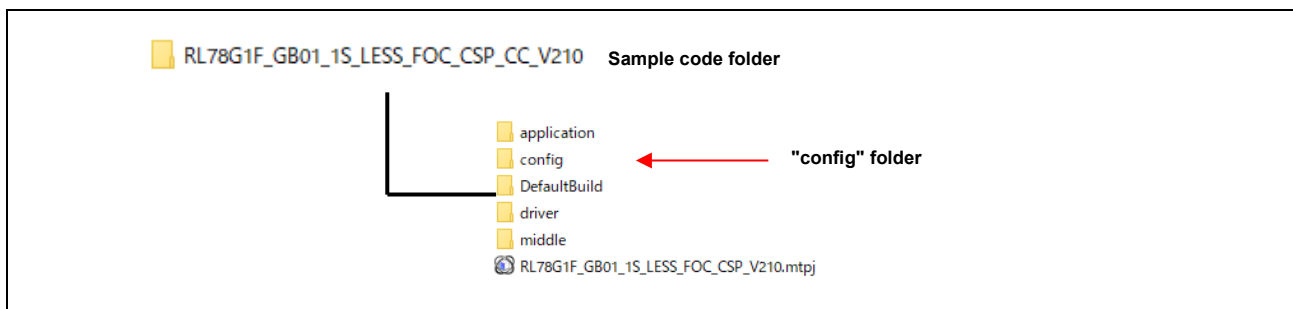 RL78G1F_GB01_1S_LESS_FOC_CSP_CC_V210 Sample code folder
application
config "config" folder
DefaultBuild
driver
middle
RL78G1F_GB01_1S_LESS_FOC_CSP_V210.mtpj